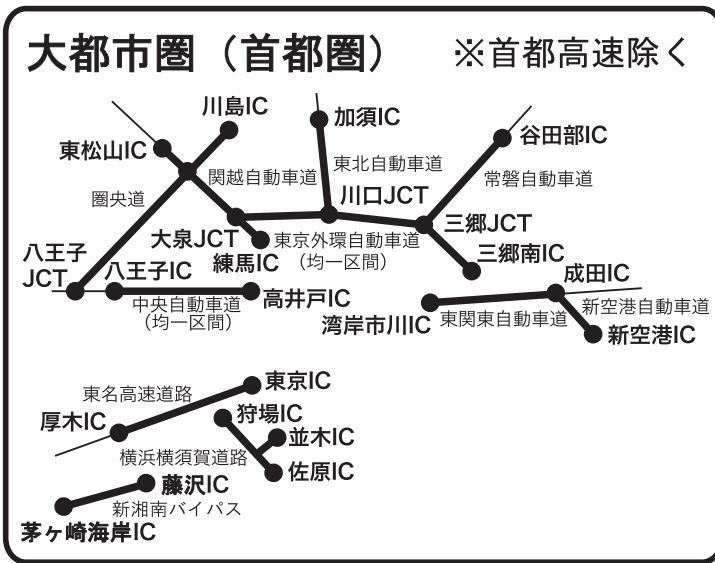 大都市圏（首都圏）　※首都高速除く
川島IC
加須IC
谷田部IC
東松山IC
東北自動車道
関越自動車道
常磐自動車道
圏央道
川口JCT
三郷JCT
大泉JCT
東京外環自動車道
（均一区間）
三郷南IC
練馬IC
八王子
JCT
八王子IC
成田IC
中央自動車道
（均一区間）
高井戸IC
新空港自動車道
湾岸市川IC
東関東自動車道
新空港IC
東京IC
東名高速道路
狩場IC
厚木IC
並木IC
横浜横須賀道路
佐原IC
藤沢IC
新湘南バイパス
茅ヶ崎海岸IC